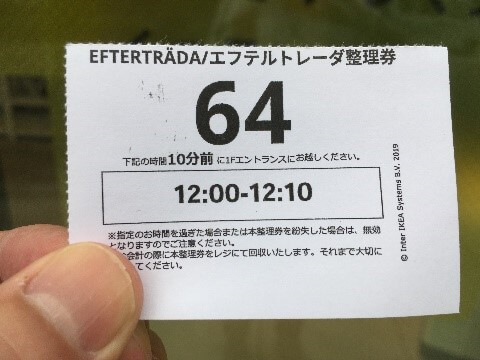 EFTERTRÄDA/エフテルトレーダ整理券
64
下記の時間10分前に1Fエントランスにお越しください。
12:00-12:10
※指定のお時間を過ぎた場合または本整理券を紛失した場合は、無効
となりますのでご注意ください。
会計の際に本整理券をレジにて回収いたします。それまで大切に
てください。
© Inter IKEA Systems B.V. 2019